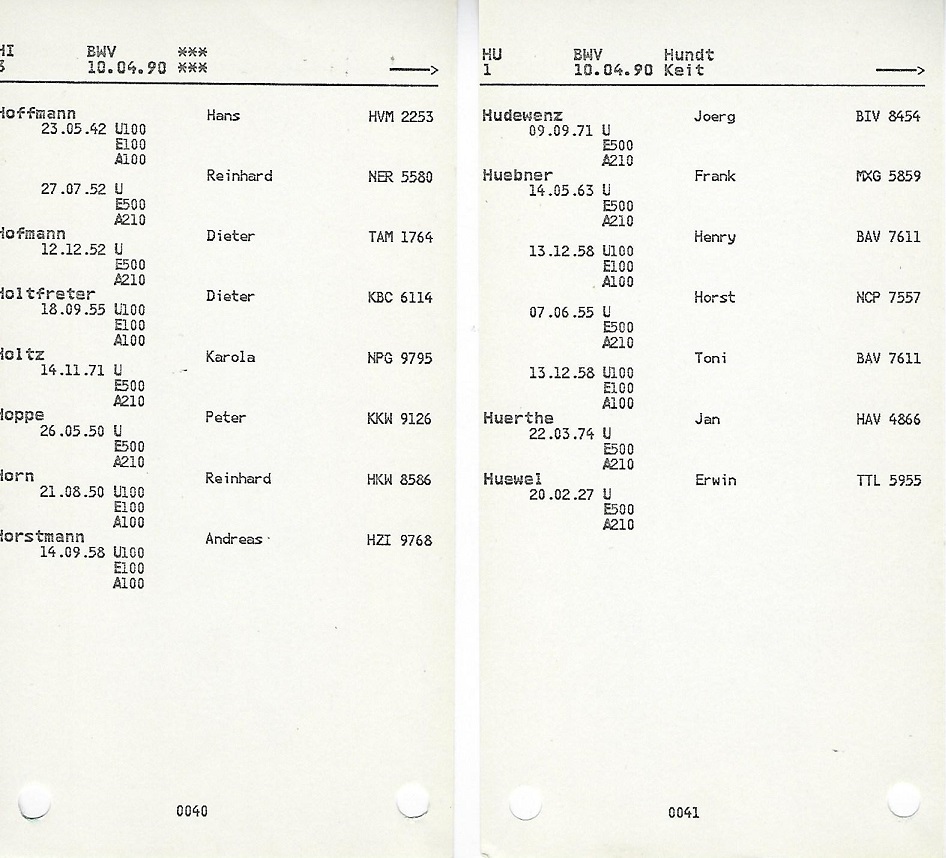 HI BWV ***
3 10.04.90 *** ——>
Hoffmann Hans HVM 2253
23.05.42 U100
E100
A100
Reinhard NER 5580
27.07.52 U
E500
A210
Hofmann Dieter TAM 1764
12.12.52 U
E500
A210
Holtfreter Dieter KBC 6114
18.09.55 U100
E100
A100
Holtz Karola NPG 9795
14.11.71 U
E500
A210
Hoppe Peter KKW 9126
26.05.50 U
E500
A210
Horn Reinhard HKW 8586
21.08.50 U100
E100
A100
Horstmann Andreas HZI 9768
14.09.58 U100
E100
A100
0040
HU BWV Hundt
1 10.04.90 Keit ——>
Hudewenz Joerg BIV 8454
09.09.71 U
E500
A210
Huebner Frank MXG 5859
14.05.63 U
E500
A210
Henry BAV 7611
13.12.58 U100
E100
A100
Horst NCP 7557
07.06.55 U
E500
A210
Toni BAV 7611
13.12.58 U100
E100
A100
Huerthe Jan HAV 4866
22.03.74 U
E500
A210
Huewel Erwin TTL 5955
20.02.27 U
E500
A210
0041